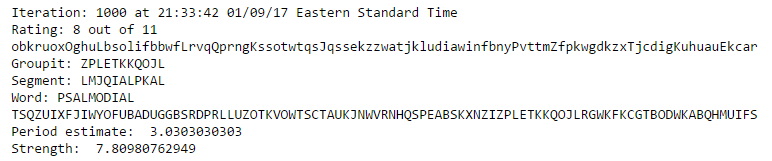 Iteration: 1000 at 21:33:42 01/09/17 Eastern Standard Time
Rating: 8 out of 11
obkruoxOghuLbsolifbbwfLrvqQprngKssotwtqsJqssekzzwatjkludiawinfbnyPvttmZfpkwgdkzxTjcdigKuhuauEkcar
Groupit: ZPLETKKQOJL
Segment: LMJQIALPKAL
Word: PSALMODIAL
TSQZUIXFJIWYOFUBADUGGBSRDPRLLUZOTKVOWTSCTAUKJNWVRNHQSPEABSKXNZIZPLETKKQOJLRGWKFKCGTBODWKABQHMUIFS
Period estimate:  3.0303030303
Strength:  7.80980762949